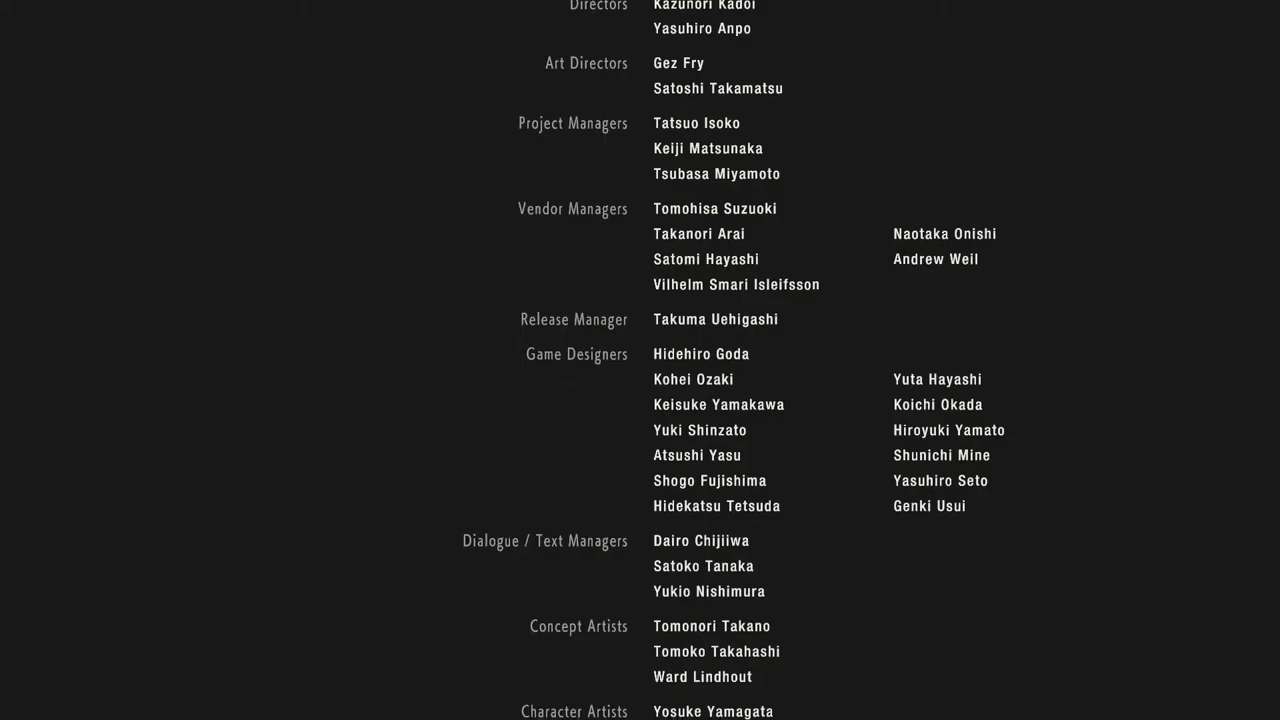 Directors Kazunori Kadoi
Yasuhiro Anpo
Art Directors Gez Fry
Satoshi Takamatsu
Project Managers Tatsuo Isoko
Keiji Matsunaka
Tsubasa Miyamoto
Vendor Managers Tomohisa Suzuoki
Takanori Arai Naotaka Onishi
Satomi Hayashi Andrew Weil
Vilhelm Smari Isleifsson
Release Manager Takuma Uehigashi
Game Designers Hidehiro Goda
Kohei Ozaki Yuta Hayashi
Keisuke Yamakawa Koichi Okada
Yuki Shinzato Hiroyuki Yamato
Atsushi Yasu Shunichi Mine
Shogo Fujishima Yasuhiro Seto
Hidekatsu Tetsuda Genki Usui
Dialogue / Text Managers Dairo Chijiiwa
Satoko Tanaka
Yukio Nishimura
Concept Artists Tomonori Takano
Tomoko Takahashi
Ward Lindhout
Character Artists Yosuke Yamagata